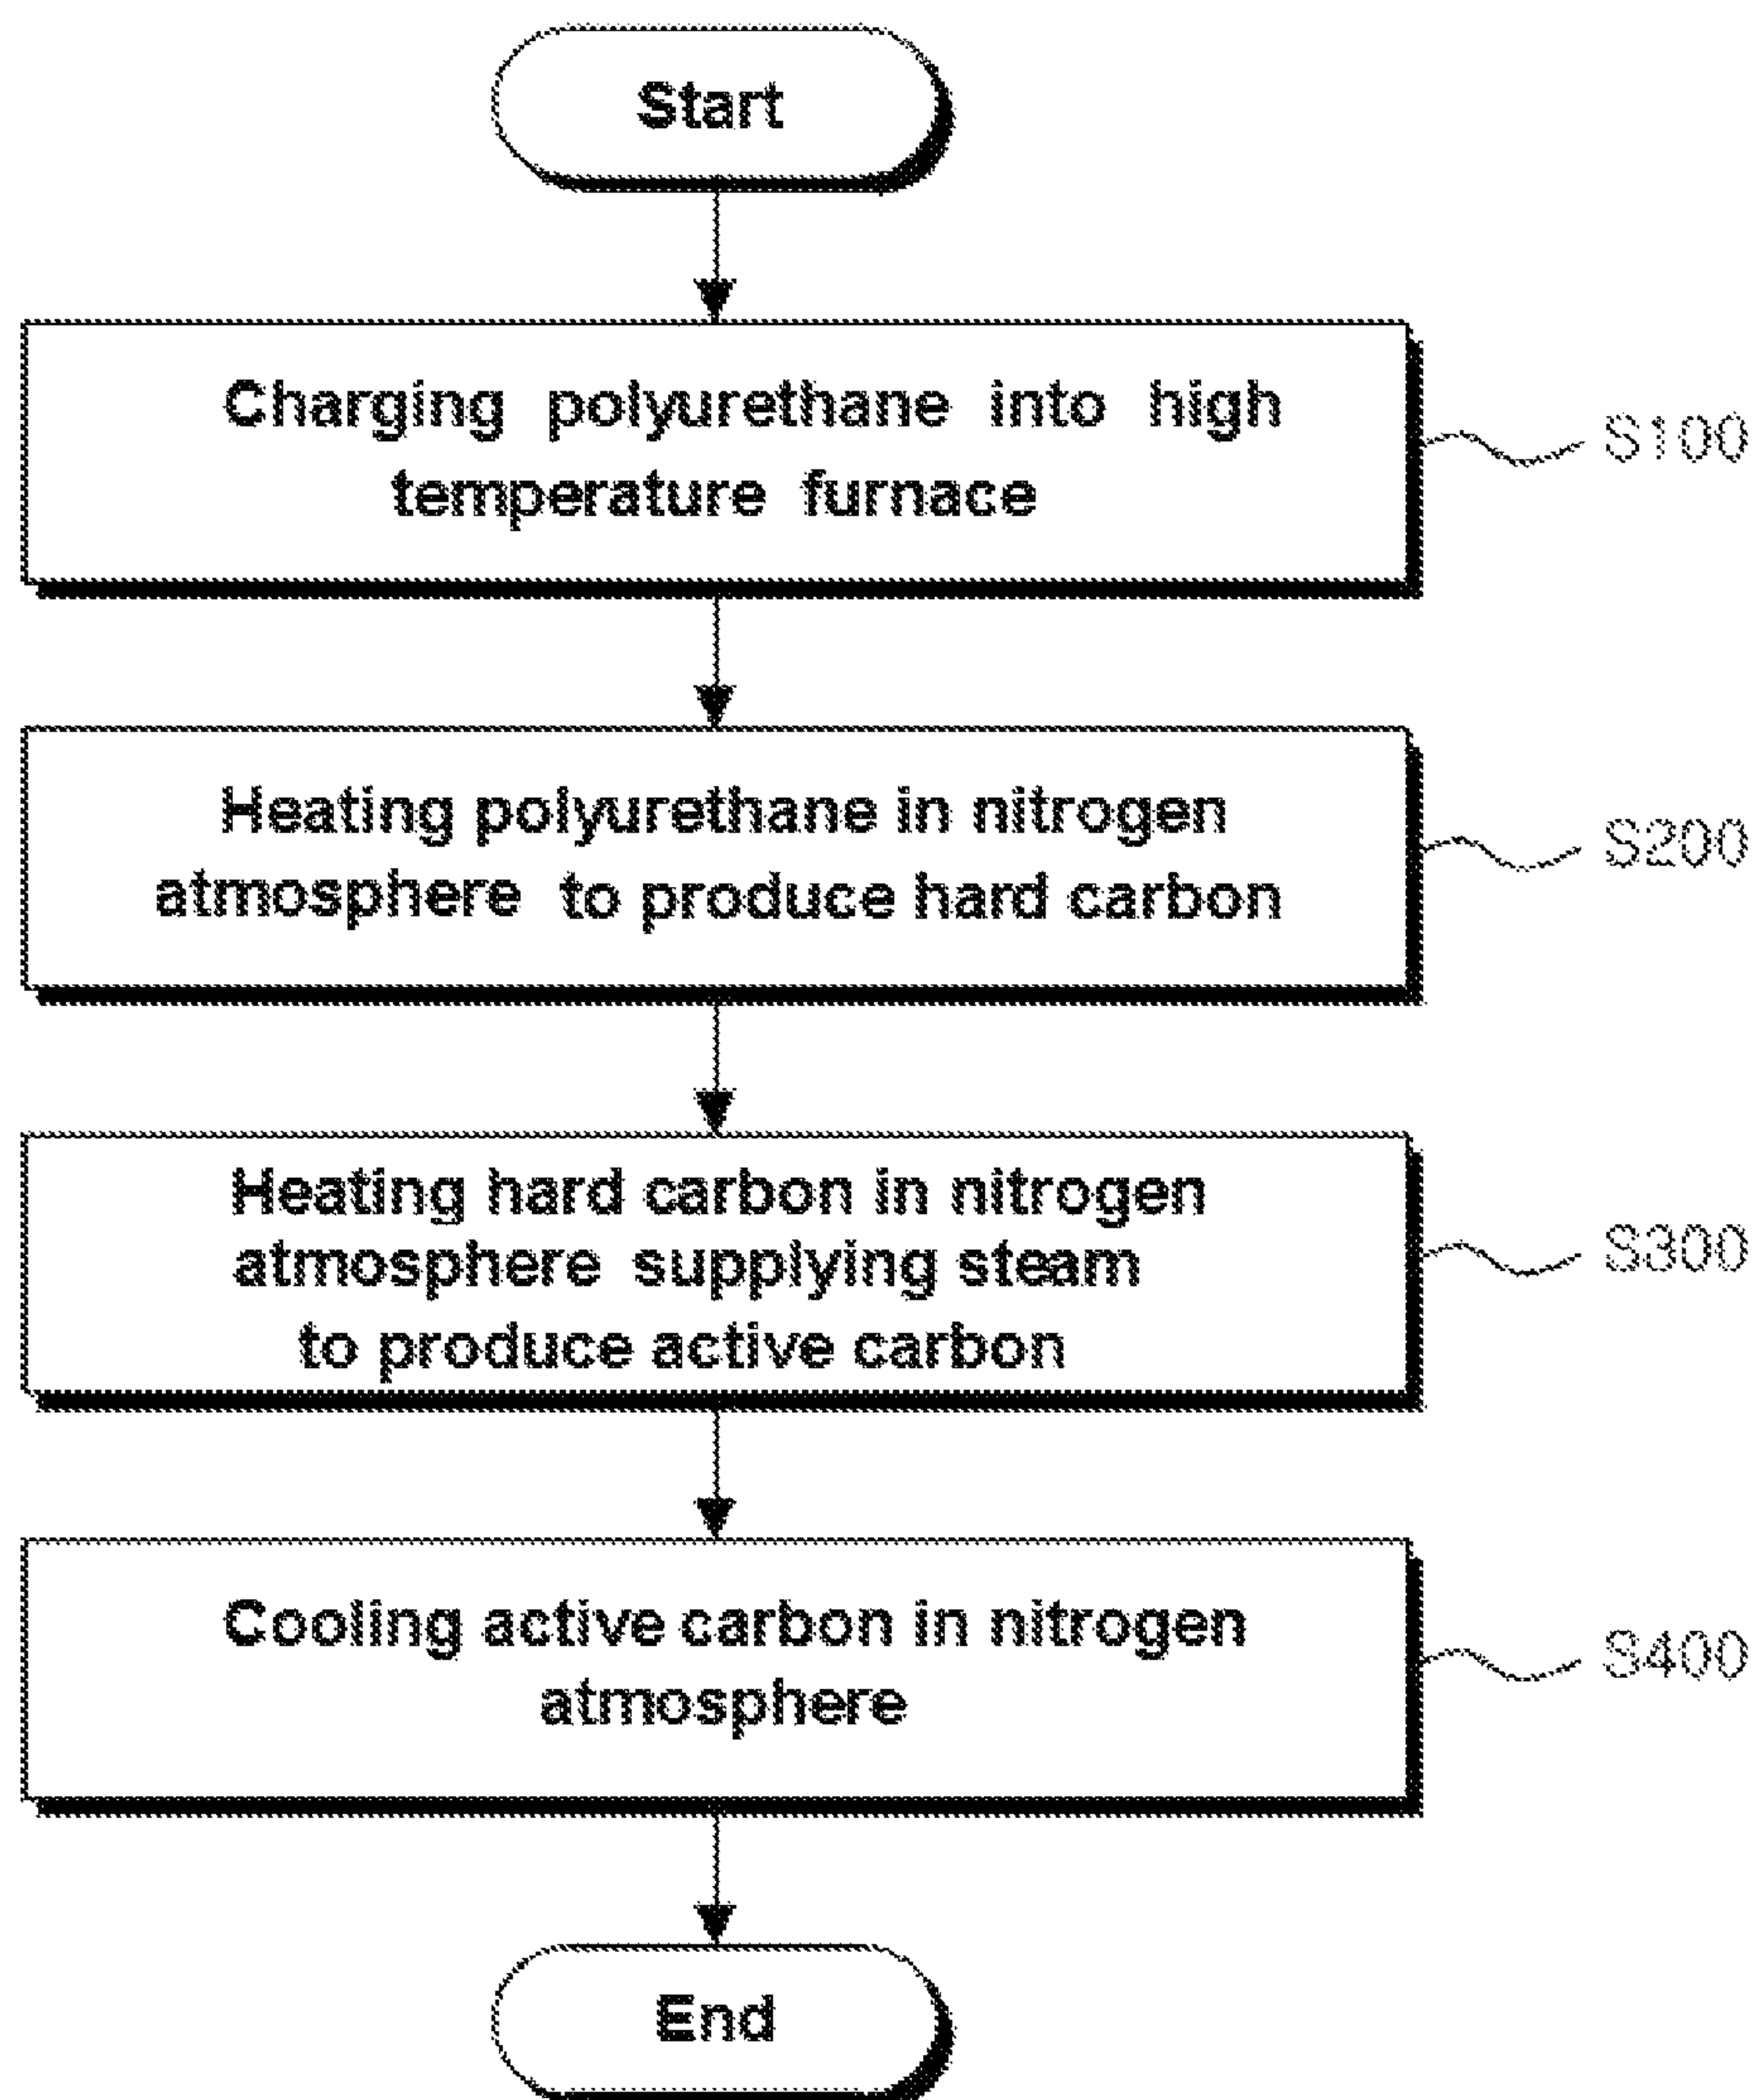 Start
Charging polyurethane into high
temperature furnace
S100
Heating polyurethane in nitrogen
atmosphere to produce hard carbon
S200
Heating hard carbon in nitrogen
atmosphere supplying steam
to produce active carbon
S300
Cooling active carbon in nitrogen
atmosphere
S400
End